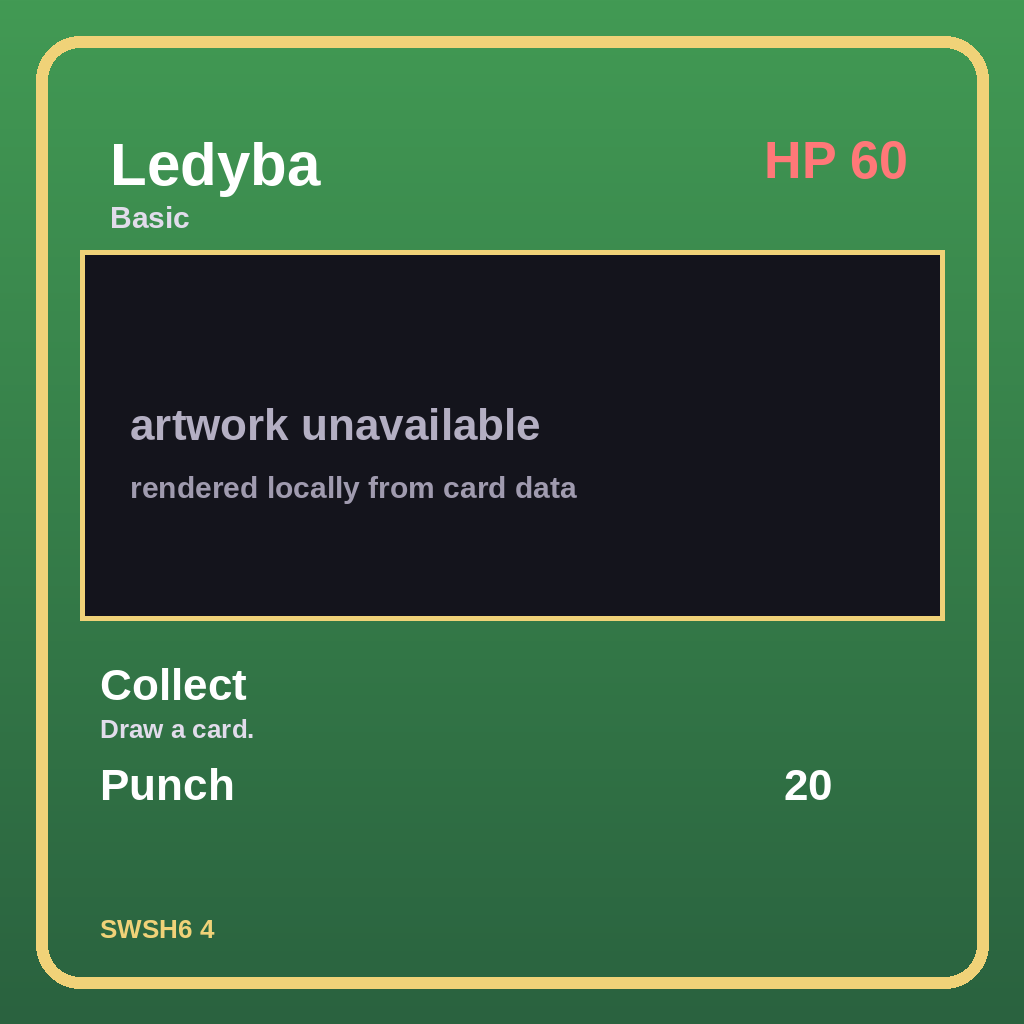 Ledyba
HP 60
Basic
artwork unavailable
rendered locally from card data
Collect
Draw a card.
Punch 20
SWSH6 4